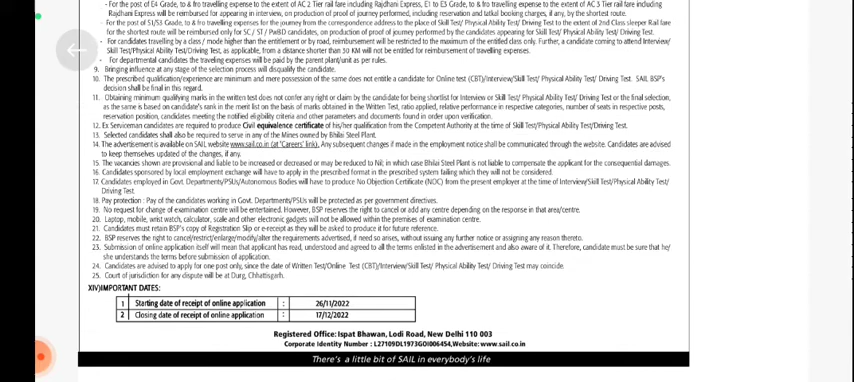 - For the post of E4 Grade, to & fro travelling expense to the extent of AC 2 Tier rail fare including Rajdhani Express, E1 to E3 Grade, to & fro travelling expense to the extent of AC 3 Tier rail fare including
Rajdhani Express will be reimbursed for appearing in interview, on production of proof of journey performed, including reservation and tatkal booking charges, if any, by the shortest route.
- For the post of S1/S3 Grade, to & fro travelling expenses for the journey from the correspondence address to the place of Skill Test/ Physical Ability Test/ Driving Test to the extent of 2nd Class sleeper Rail fare
for the shortest route will be reimbursed only for SC / ST / PwBD candidates, on production of proof of journey performed by the candidates appearing for Skill Test/ Physical Ability Test/ Driving Test.
- For candidates travelling by a class / mode higher than the entitlement or by road, reimbursement will be restricted to the maximum of the entitled class only. Further, a candidate coming to attend Interview/
Skill Test/Physical Ability Test/Driving Test, as applicable, from a distance shorter than 30 KM will not be entitled for reimbursement of travelling expenses.
- For departmental candidates the traveling expenses will be paid by the parent plant/unit as per rules.
9. Bringing influence at any stage of the selection process will disqualify the candidate.
10. The prescribed qualification/experience are minimum and mere possession of the same does not entitle a candidate for Online test (CBT)/Interview/Skill Test/ Physical Ability Test/ Driving Test. SAIL BSP's
decision shall be final in this regard.
11. Obtaining minimum qualifying marks in the written test does not confer any right or claim by the candidate for being shortlist for Interview or Skill Test/ Physical Ability Test/ Driving Test or the final selection,
as the same is based on candidate's rank in the merit list on the basis of marks obtained in the Written Test, ratio applied, relative performance in respective categories, number of seats in respective posts,
reservation position, candidates meeting the notified eligibility criteria and other parameters and documents found in order upon verification.
12. Ex Serviceman candidates are required to produce Civil equivalence certificate of his/her qualification from the Competent Authority at the time of Skill Test/Physical Ability Test/Driving Test.
13. Selected candidates shall also be required to serve in any of the Mines owned by Bhilai Steel Plant.
14. The advertisement is available on SAIL website www.sail.co.in (at 'Careers' link). Any subsequent changes if made in the employment notice shall be communicated through the website. Candidates are advised
to keep themselves updated of the changes, if any.
15. The vacancies shown are provisional and liable to be increased or decreased or may be reduced to Nil; in which case Bhilai Steel Plant is not liable to compensate the applicant for the consequential damages.
16. Candidates sponsored by local employment exchange will have to apply in the prescribed format in the prescribed system failing which they will not be considered.
17. Candidates employed in Govt. Departments/PSUs/Autonomous Bodies will have to produce No Objection Certificate (NOC) from the present employer at the time of Interview/Skill Test/Physical Ability Test/
Driving Test.
18. Pay protection : Pay of the candidates working in Govt. Departments/PSUs will be protected as per government directives.
19. No request for change of examination centre will be entertained. However, BSP reserves the right to cancel or add any centre depending on the response in that area/centre.
20. Laptop, mobile, wrist watch, calculator, scale and other electronic gadgets will not be allowed within the premises of examination centre.
21. Candidates must retain BSP's copy of Registration Slip or e-receipt as they will be asked to produce it for future reference.
22. BSP reserves the right to cancel/restrict/enlarge/modify/alter the requirements advertised, if need so arises, without issuing any further notice or assigning any reason thereto.
23. Submission of online application itself will mean that applicant has read, understood and agreed to all the terms enlisted in the advertisement and also aware of it. Therefore, candidate must be sure that he/
she understands the terms before submission of application.
24. Candidates are advised to apply for one post only, since the date of Written Test/Online Test (CBT)/Interview/Skill Test/ Physical Ability Test/ Driving Test may coincide.
25. Court of jurisdiction for any dispute will be at Durg, Chhattisgarh.
XIV)IMPORTANT DATES:
1 Starting date of receipt of online application : 26/11/2022
2 Closing date of receipt of online application : 17/12/2022
Registered Office: Ispat Bhawan, Lodi Road, New Delhi 110 003
Corporate Identity Number : L27109DL1973GOI006454,Website: www.sail.co.in
There's a little bit of SAIL in everybody's life